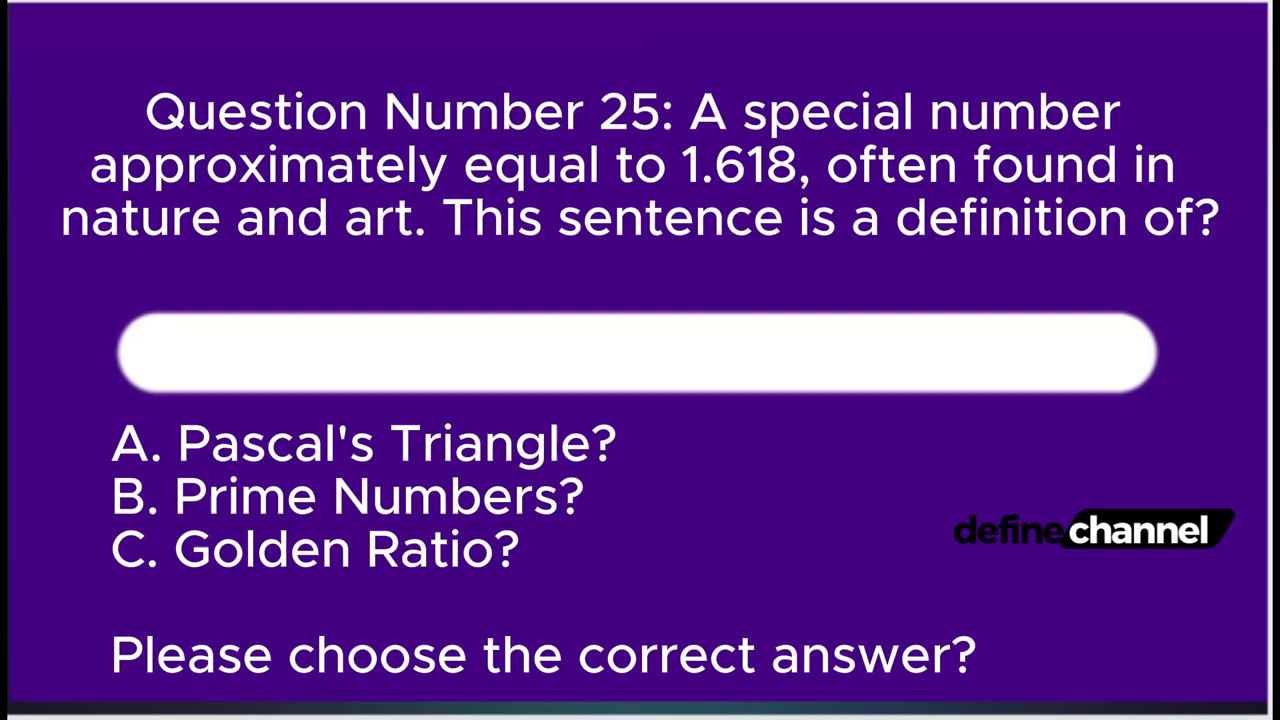 Question Number 25: A special number
approximately equal to 1.618, often found in
nature and art. This sentence is a definition of?
A. Pascal's Triangle?
B. Prime Numbers?
C. Golden Ratio?
definechannel
Please choose the correct answer?